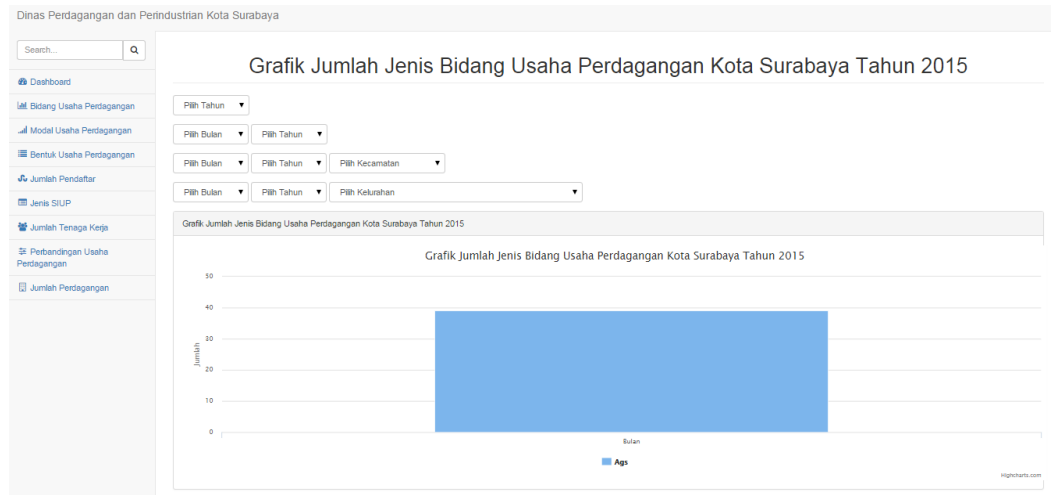 Dinas Perdagangan dan Perindustrian Kota Surabaya
Search...
Dashboard
Bidang Usaha Perdagangan
Modal Usaha Perdagangan
Bentuk Usaha Perdagangan
Jumlah Pendaftar
Jenis SIUP
Jumlah Tenaga Kerja
Perbandingan Usaha
Perdagangan
Jumlah Perdagangan
Grafik Jumlah Jenis Bidang Usaha Perdagangan Kota Surabaya Tahun 2015
Pilih Tahun
Pilih Bulan Pilih Tahun
Pilih Bulan Pilih Tahun Pilih Kecamatan
Pilih Bulan Pilih Tahun Pilih Kelurahan
Grafik Jumlah Jenis Bidang Usaha Perdagangan Kota Surabaya Tahun 2015
Grafik Jumlah Jenis Bidang Usaha Perdagangan Kota Surabaya Tahun 2015
50
40
30
20
10
0
Jumlah
Bulan
Ags
Highcharts.com